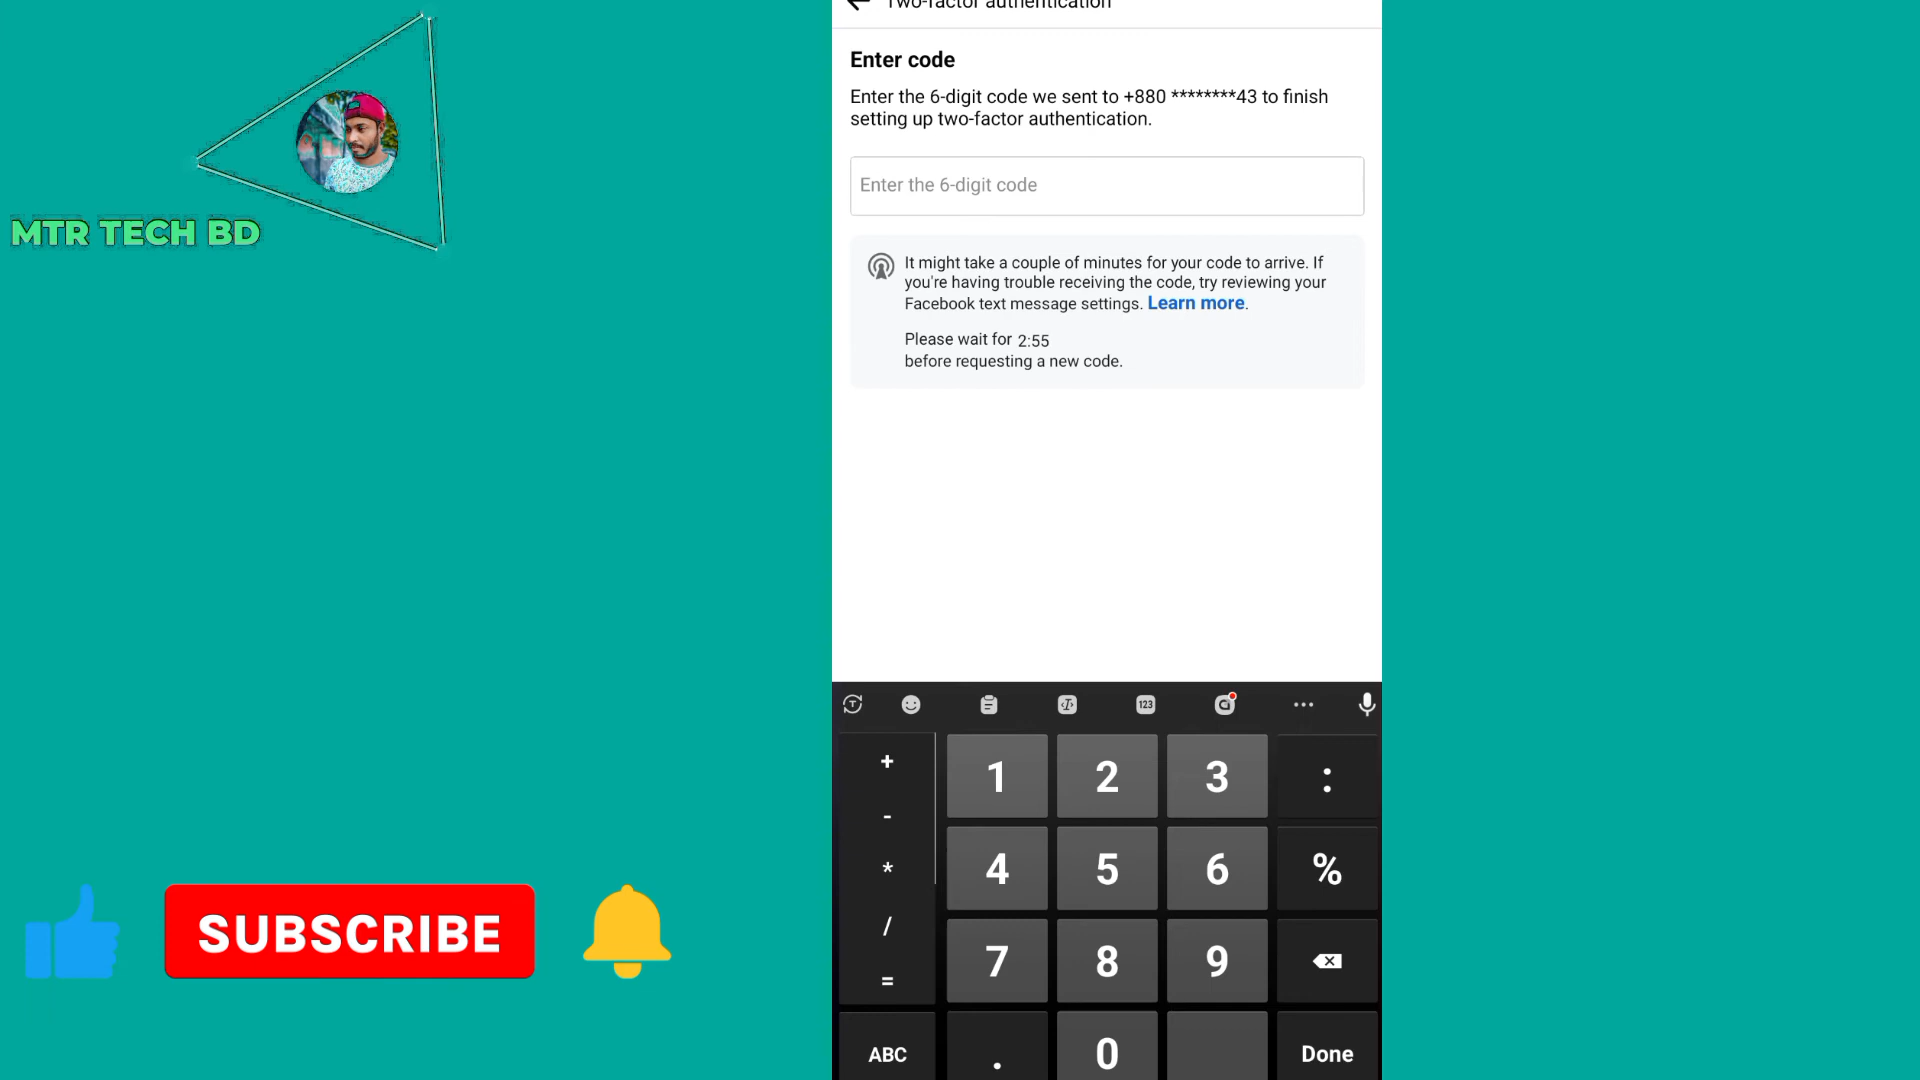 Two-factor authentication
Enter code
Enter the 6-digit code we sent to +880 ********43 to finish
setting up two-factor authentication.
Enter the 6-digit code
It might take a couple of minutes for your code to arrive. If
you're having trouble receiving the code, try reviewing your
Facebook text message settings. Learn more.
Please wait for 2:55
before requesting a new code.
MTR TECH BD
SUBSCRIBE
123
+ 1 2 3 :
-
* 4 5 6 %
/ 7 8 9
=
ABC . 0 Done